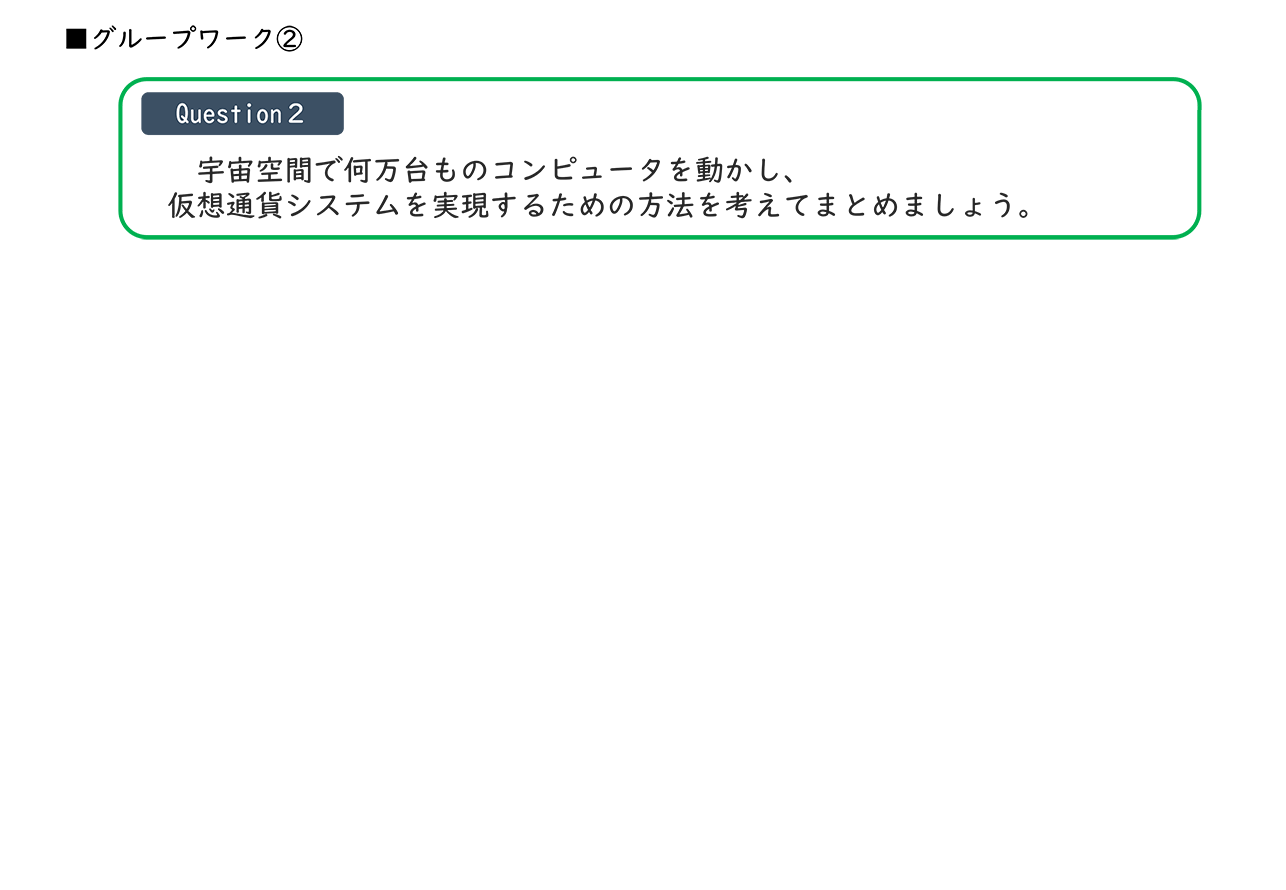 ■グループワーク②
Question２
宇宙空間で何万台ものコンピュータを動かし、
仮想通貨システムを実現するための方法を考えてまとめましょう。